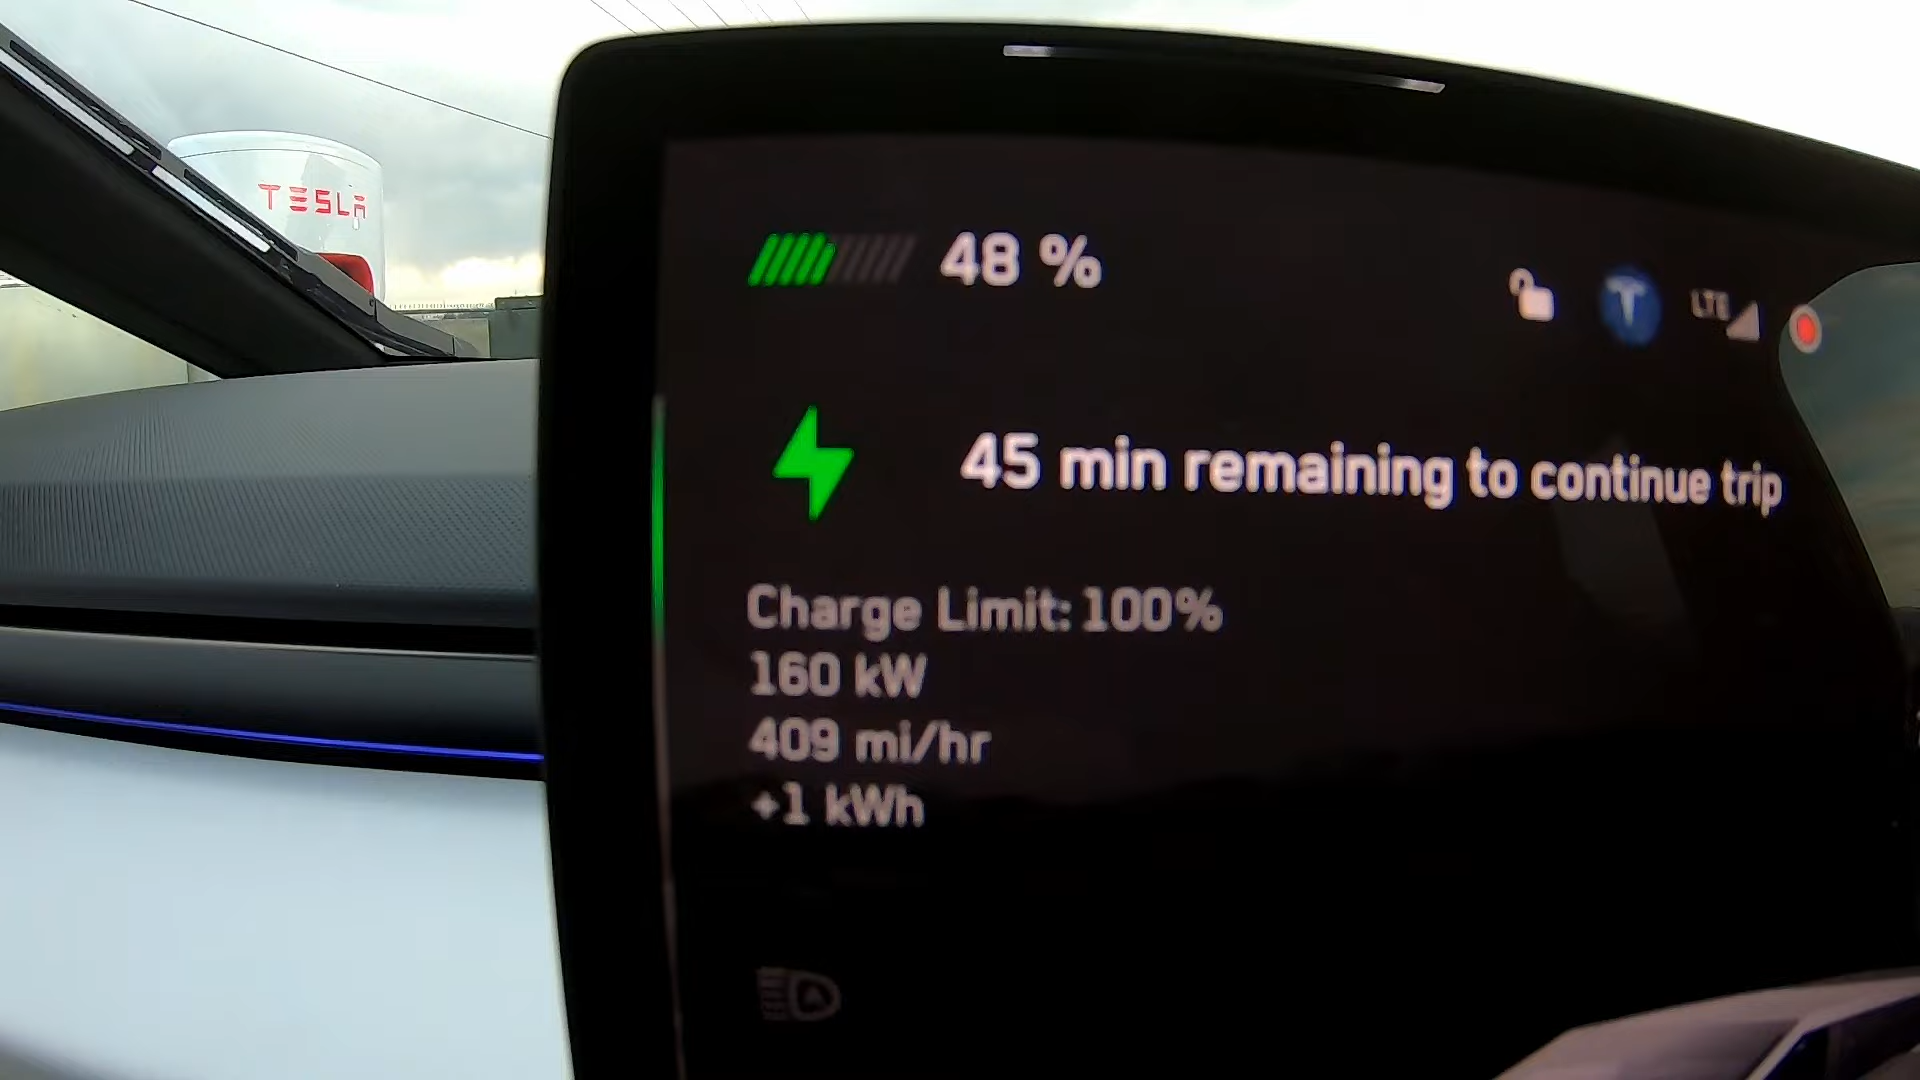 TESLA
48 %
LTE
45 min remaining to continue trip
Charge Limit: 100%
160 kW
409 mi/hr
+1 kWh